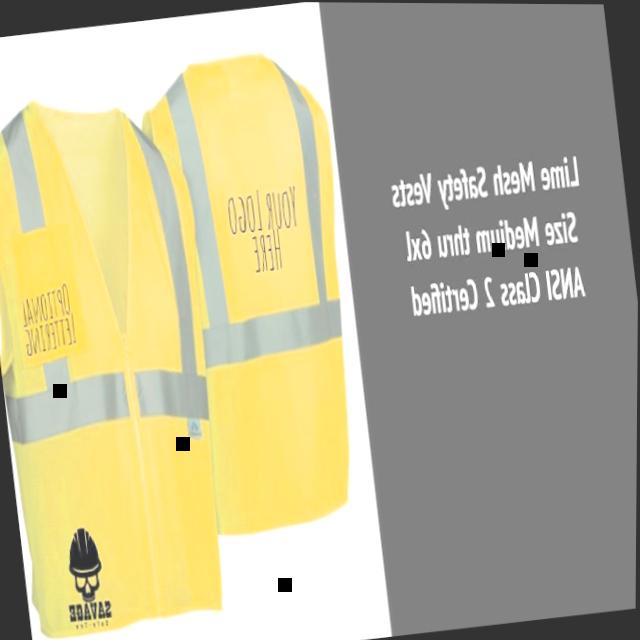 Lime Mesh Safety Vests
Size Medium thru 6xl
ANSI Class 2 Certified
YOUR LOGO
HERE
OPTIONAL
LETTERING
SAVAGE